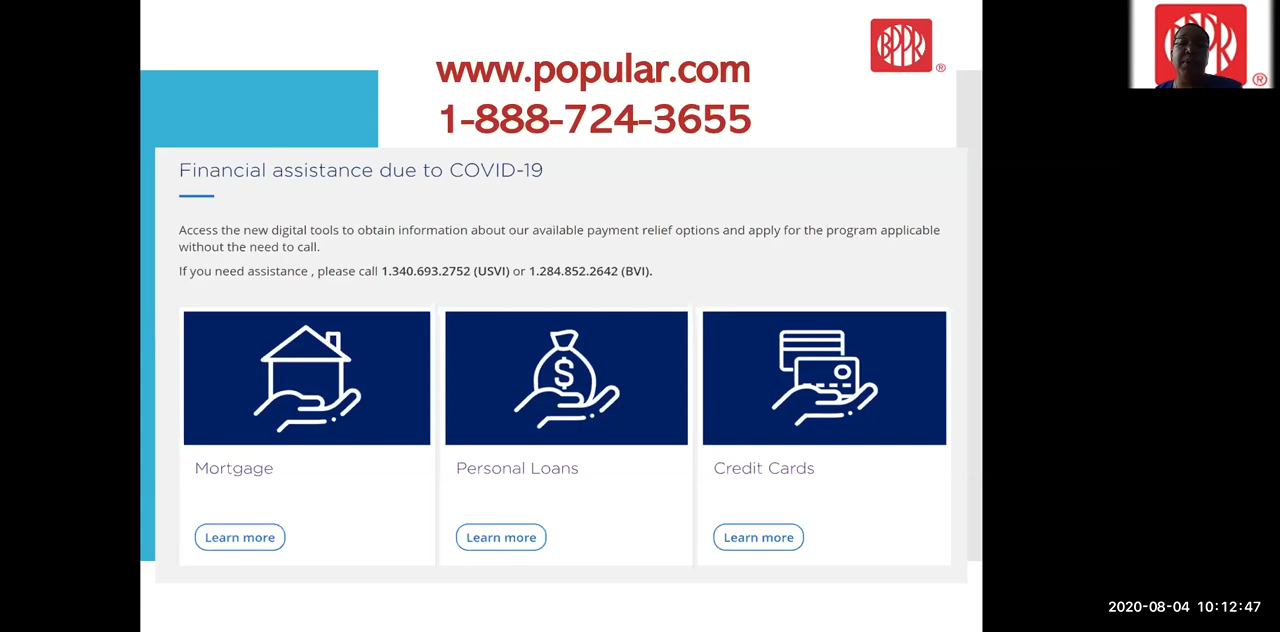 www.popular.com
1-888-724-3655
BPPR
®
BPPR
®
Financial assistance due to COVID-19
Access the new digital tools to obtain information about our available payment relief options and apply for the program applicable
without the need to call.
If you need assistance , please call 1.340.693.2752 (USVI) or 1.284.852.2642 (BVI).
$
Mortgage
Personal Loans
Credit Cards
Learn more
Learn more
Learn more
2020-08-04 10:12:47